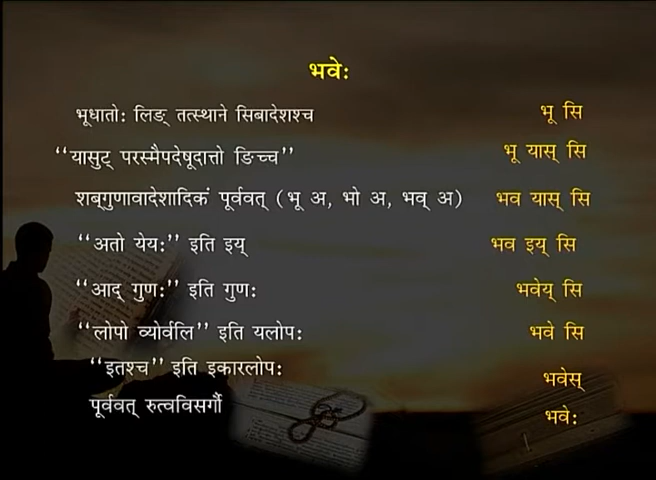 भवे:
भूधातो: लिङ् तत्स्थाने सिबादेशश्च भू सि
“यासुट् परस्मैपदेषूदात्तो ङिच्च” भू यास् सि
शब्गुणावादेशादिकं पूर्ववत् (भू अ, भो अ, भव् अ) भव यास् सि
“अतो येय:” इति इय् भव इय् सि
“आद् गुण:” इति गुण: भवेय् सि
“लोपो व्योर्वलि” इति यलोप: भवे सि
“इतश्च” इति इकारलोप: भवेस्
पूर्ववत् रुत्वविसर्गौ भवे: